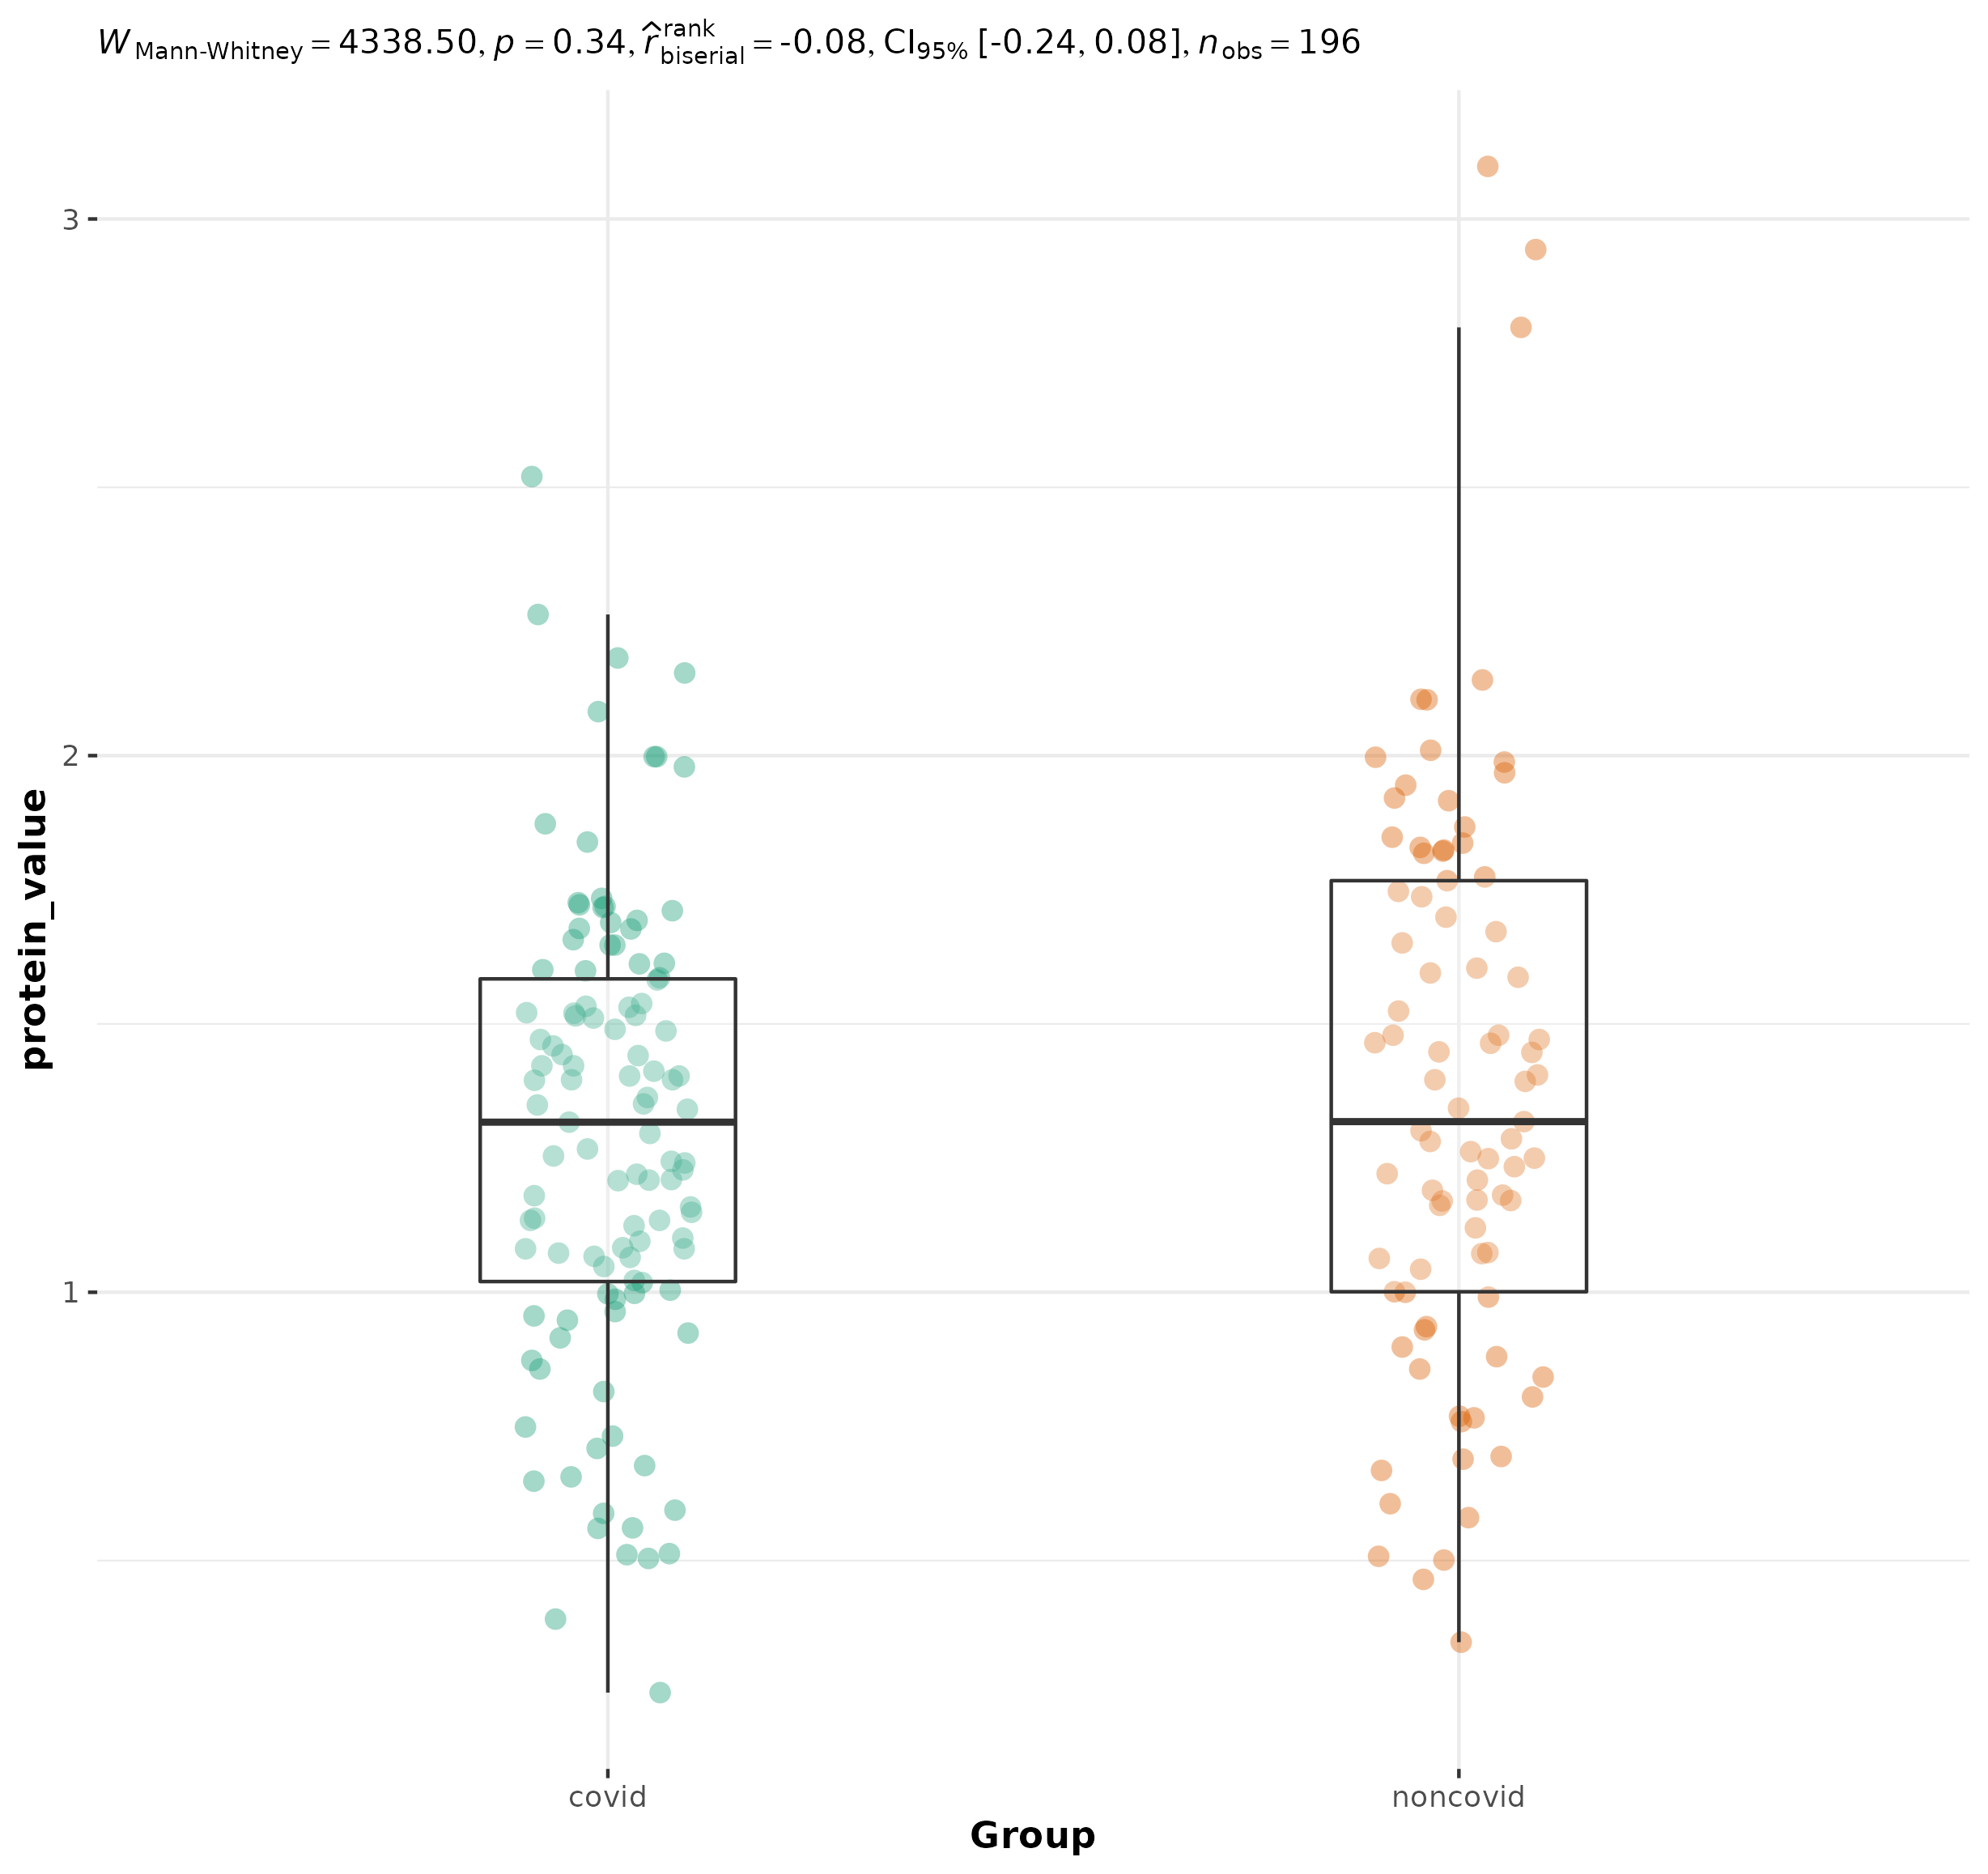 W Mann-Whitney = 4338.50, p = 0.34, r̂ rank biserial = -0.08, CI95% [-0.24, 0.08], nobs = 196
3
2
1
protein_value
covid noncovid
Group